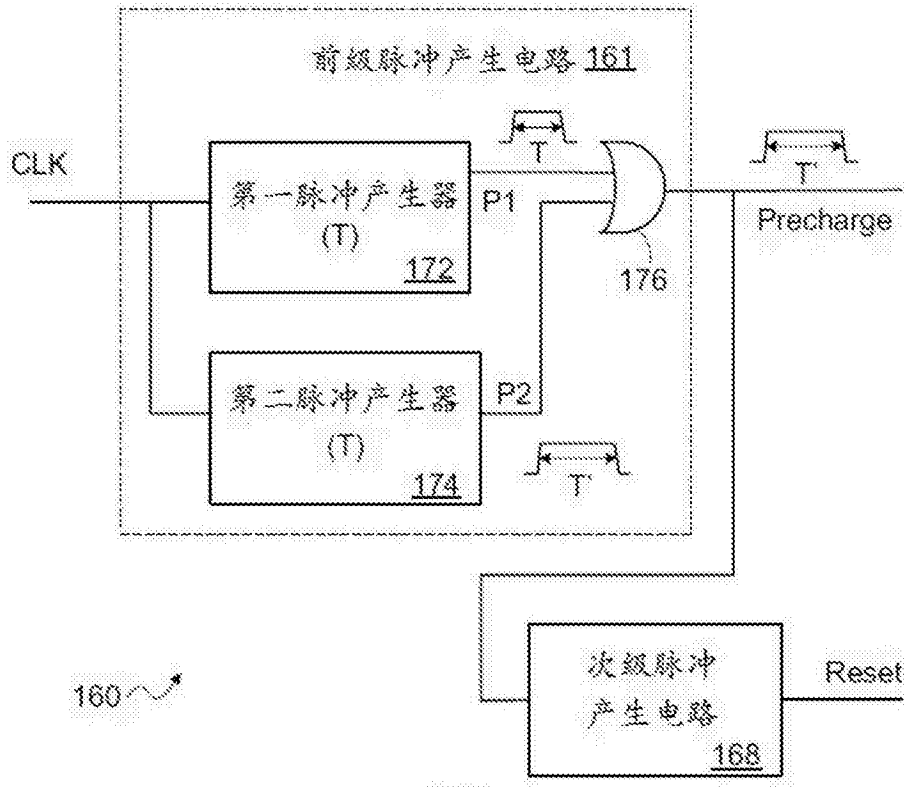 前级脉冲产生电路 161
CLK
第一脉冲产生器
(T)
172
T
P1
176
T'
Precharge
第二脉冲产生器
(T)
174
P2
T'
160
次级脉冲
产生电路
168
Reset